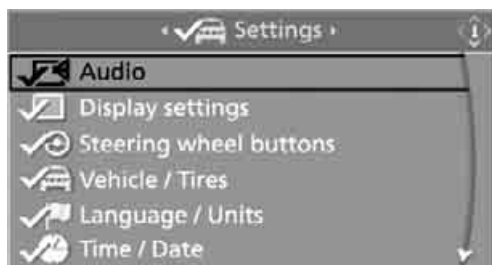 Settings
Audio
Display settings
Steering wheel buttons
Vehicle / Tires
Language / Units
Time / Date